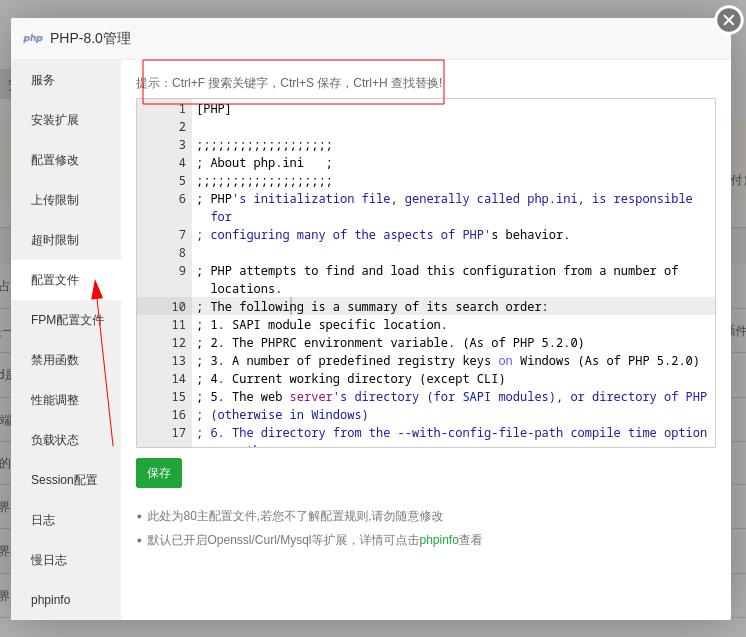 php PHP-8.0管理
服务
安装扩展
配置修改
上传限制
超时限制
配置文件
FPM配置文件
禁用函数
性能调整
负载状态
Session配置
日志
慢日志
phpinfo
提示：Ctrl+F 搜索关键字，Ctrl+S 保存，Ctrl+H 查找替换!
1 [PHP]
2
3 ;;;;;;;;;;;;;;;;;;;
4 ; About php.ini   ;
5 ;;;;;;;;;;;;;;;;;;;
6 ; PHP's initialization file, generally called php.ini, is responsible
for
7 ; configuring many of the aspects of PHP's behavior.
8
9 ; PHP attempts to find and load this configuration from a number of
locations.
10 ; The following is a summary of its search order:
11 ; 1. SAPI module specific location.
12 ; 2. The PHPRC environment variable. (As of PHP 5.2.0)
13 ; 3. A number of predefined registry keys on Windows (As of PHP 5.2.0)
14 ; 4. Current working directory (except CLI)
15 ; 5. The web server's directory (for SAPI modules), or directory of PHP
16 ; (otherwise in Windows)
17 ; 6. The directory from the --with-config-file-path compile time option
保存
此处为80主配置文件,若您不了解配置规则,请勿随意修改
默认已开启Openssl/Curl/Mysql等扩展，详情可点击phpinfo查看